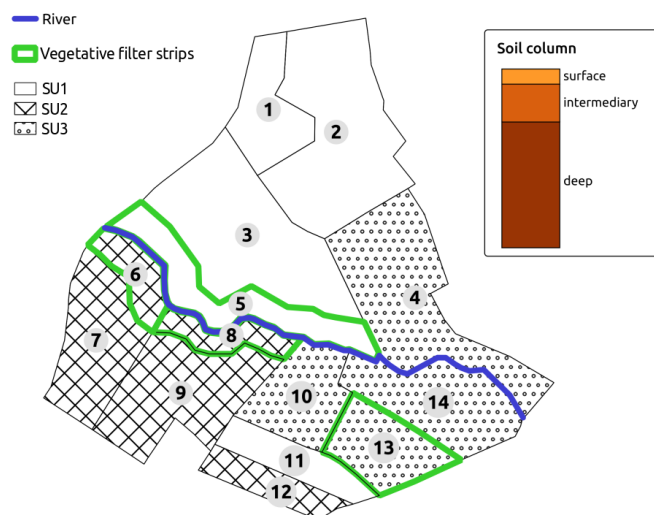 River
Vegetative filter strips
SU1
SU2
SU3
Soil column
surface
intermediary
deep
1
2
3
4
5
6
7
8
9
10
11
12
13
14